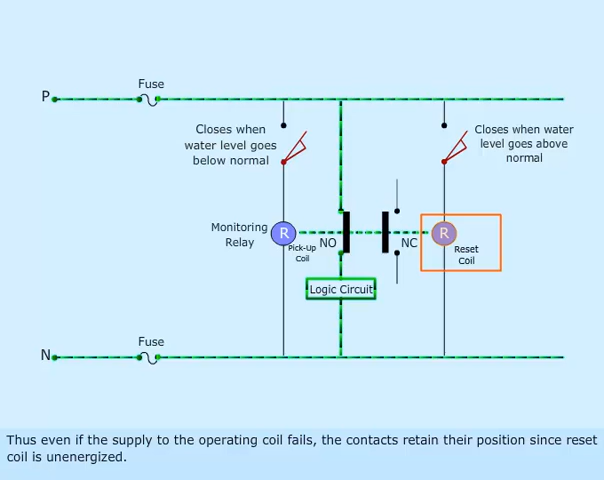 Fuse
P
Closes when
water level goes
below normal
Closes when water
level goes above
normal
Monitoring
Relay
R
Pick-Up
Coil
NO
NC
R
Reset
Coil
Logic Circuit
Fuse
N
Thus even if the supply to the operating coil fails, the contacts retain their position since reset
coil is unenergized.